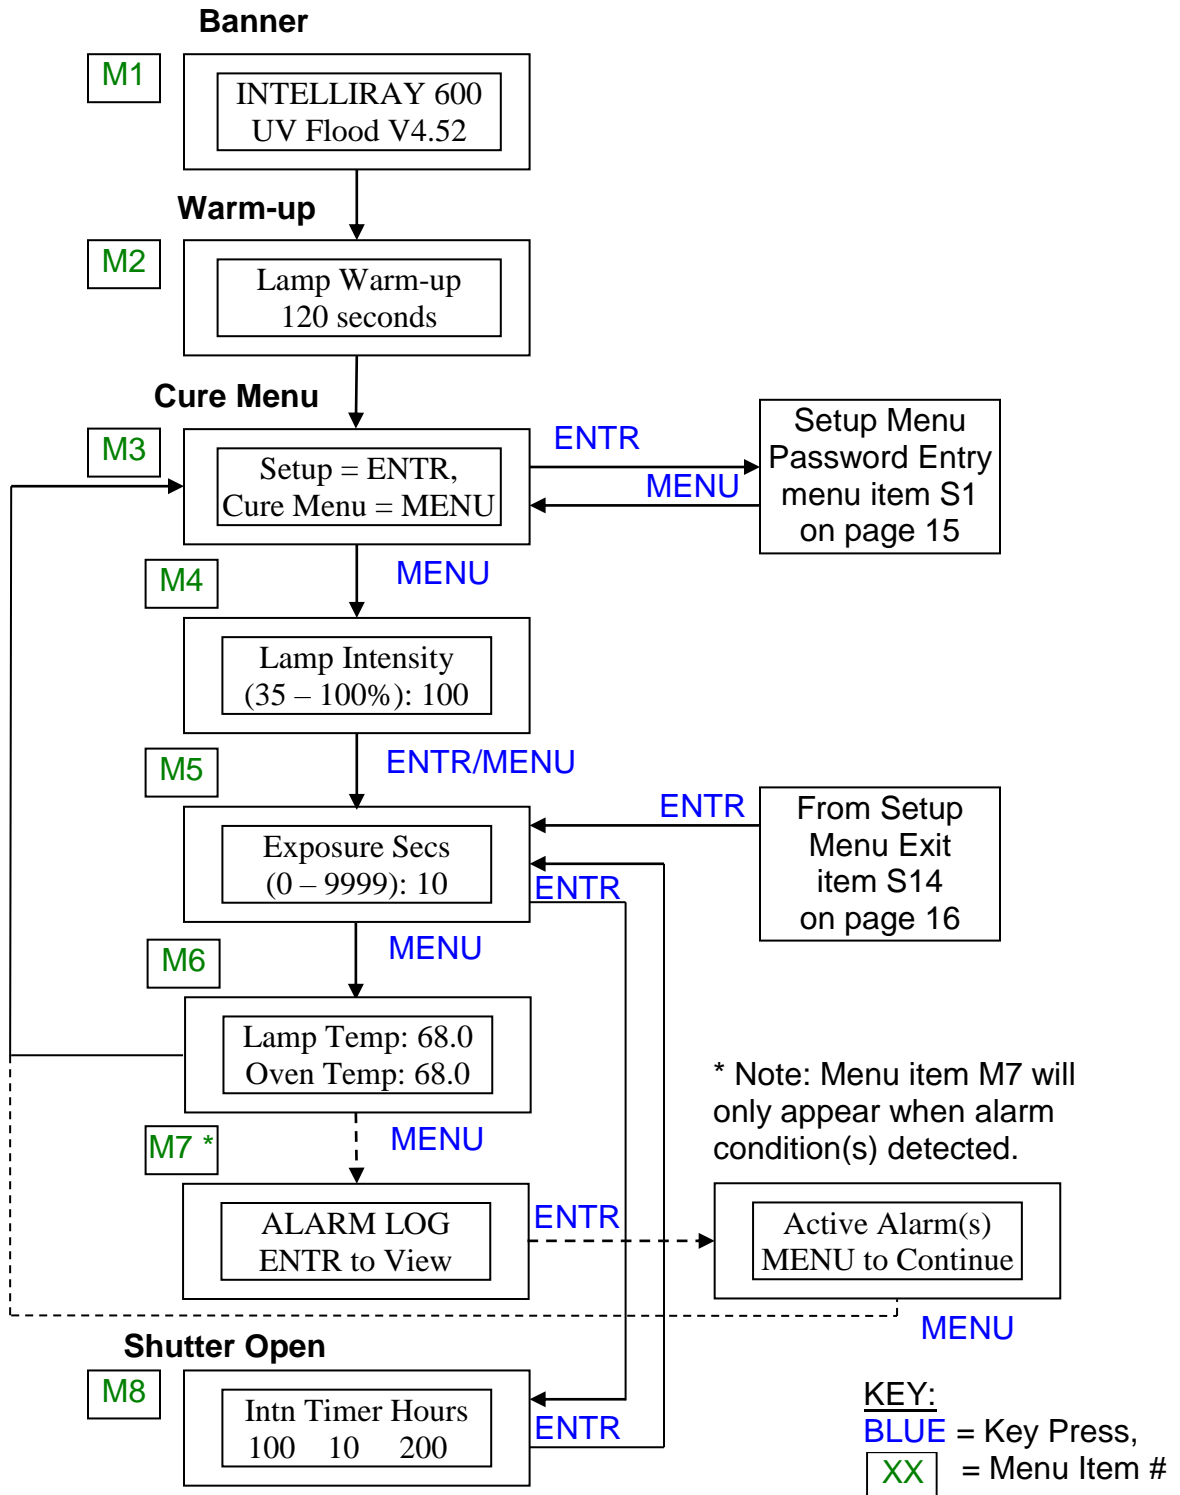 Banner
M1
INTELLIRAY 600
UV Flood V4.52
Warm-up
M2
Lamp Warm-up
120 seconds
Cure Menu
M3
Setup = ENTR,
Cure Menu = MENU
ENTR
MENU
Setup Menu
Password Entry
menu item S1
on page 15
M4
MENU
Lamp Intensity
(35 – 100%): 100
M5
ENTR/MENU
Exposure Secs
(0 – 9999): 10
ENTR
ENTR
From Setup
Menu Exit
item S14
on page 16
M6
MENU
Lamp Temp: 68.0
Oven Temp: 68.0
* Note: Menu item M7 will
only appear when alarm
condition(s) detected.
M7 *
MENU
ALARM LOG
ENTR to View
ENTR
Active Alarm(s)
MENU to Continue
MENU
Shutter Open
M8
Intn Timer Hours
100 10 200
ENTR
KEY:
BLUE = Key Press,
XX = Menu Item #